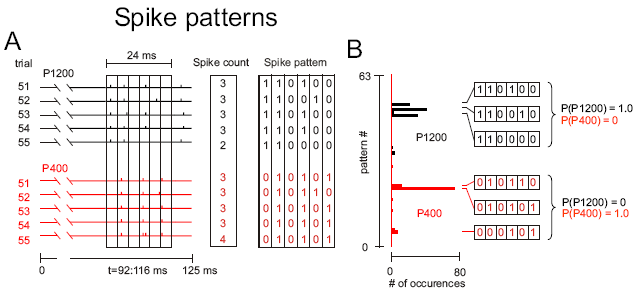 Spike patterns
A
24 ms
Spike count
Spike pattern
trial
P1200
51 3 1 1 0 1 0 0
52 3 1 1 0 0 1 0
53 3 1 1 0 1 0 0
54 3 1 1 0 1 0 0
55 2 1 1 0 0 0 0
P400
51 3 0 1 0 1 0 1
52 3 0 1 0 1 1 0
53 3 0 1 0 1 0 1
54 3 0 1 0 1 0 1
55 4 0 1 0 1 0 1
0 t=92:116 ms 125 ms
B
63
pattern #
0
P1200
P400
0 80
# of occurences
1 1 0 1 0 0
1 1 0 0 1 0
1 1 0 0 0 0
P(P1200) = 1.0
P(P400) = 0
0 1 0 1 1 0
0 1 0 1 0 1
0 0 0 1 0 1
P(P1200) = 0
P(P400) = 1.0